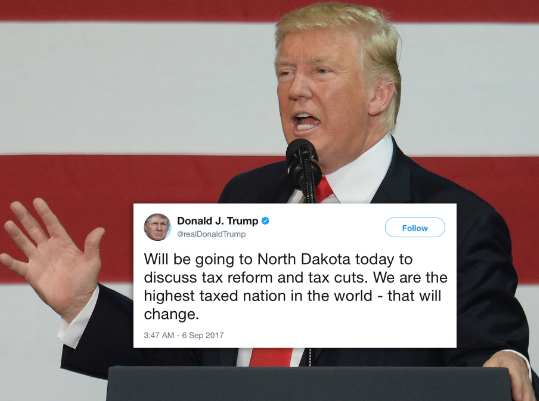 Donald J. Trump
@realDonaldTrump
Follow
Will be going to North Dakota today to
discuss tax reform and tax cuts. We are the
highest taxed nation in the world - that will
change.
3:47 AM - 6 Sep 2017